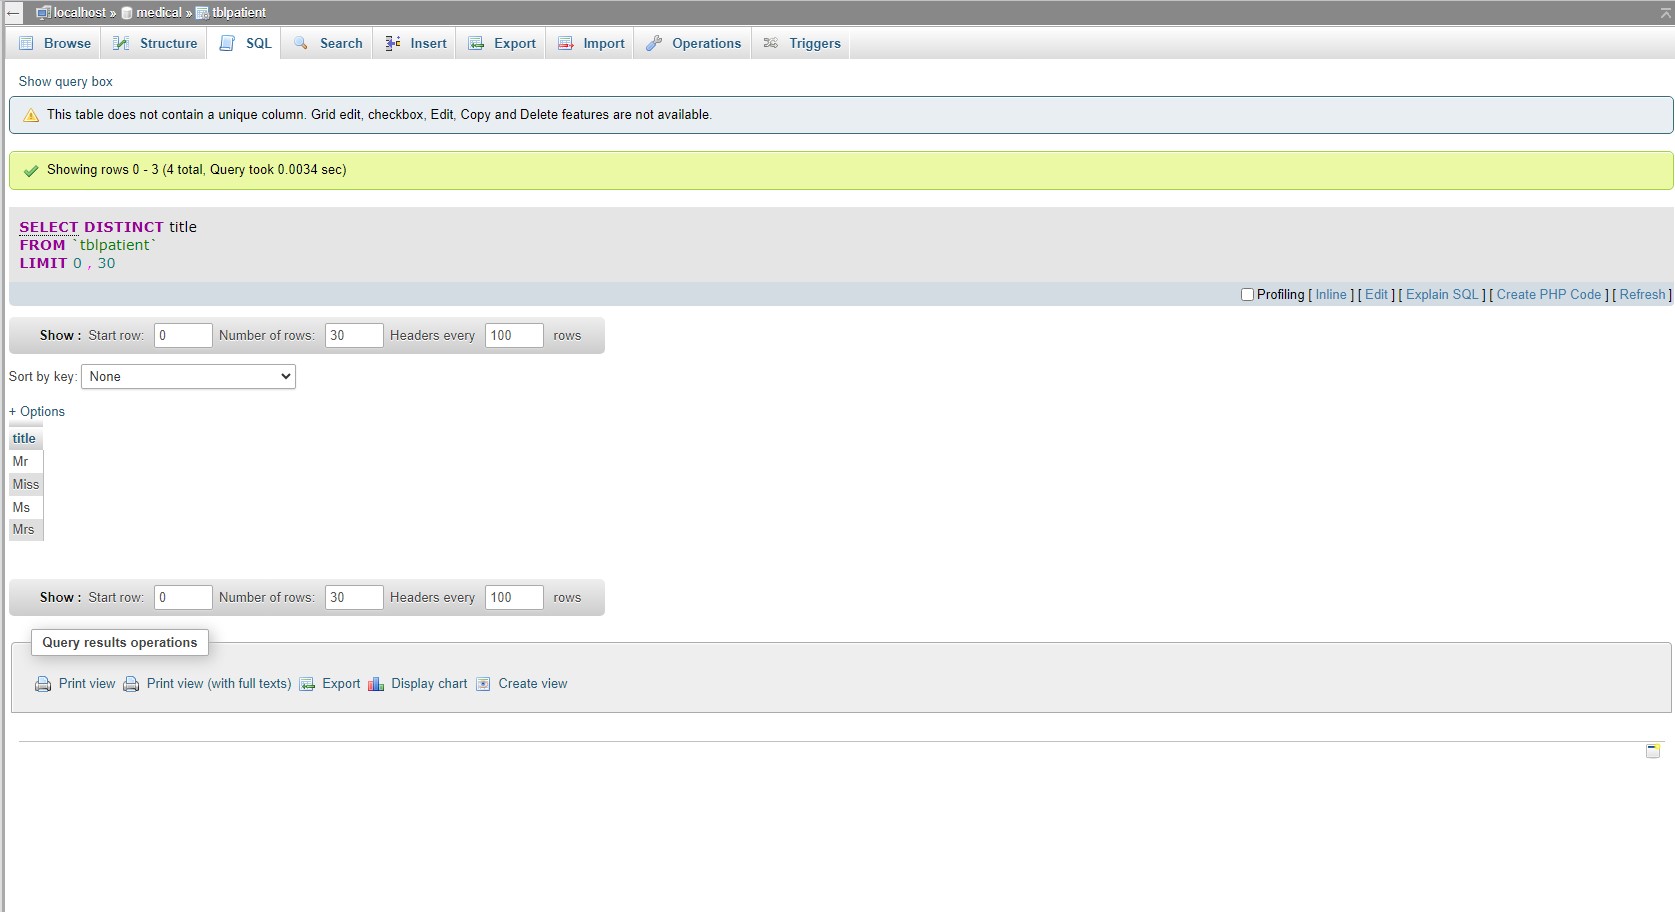 localhost » medical » tblpatient
Browse Structure SQL Search Insert Export Import Operations Triggers
Show query box
This table does not contain a unique column. Grid edit, checkbox, Edit, Copy and Delete features are not available.
Showing rows 0 - 3 (4 total, Query took 0.0034 sec)
SELECT DISTINCT title
FROM `tblpatient`
LIMIT 0 , 30
Profiling [ Inline ] [ Edit ] [ Explain SQL ] [ Create PHP Code ] [ Refresh ]
Show : Start row: 0 Number of rows: 30 Headers every 100 rows
Sort by key: None
+ Options
title
Mr
Miss
Ms
Mrs
Show : Start row: 0 Number of rows: 30 Headers every 100 rows
Query results operations
Print view Print view (with full texts) Export Display chart Create view